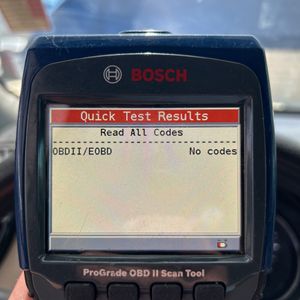 BOSCH
Quick Test Results
Read All Codes
OBDII/EOBD No codes
ProGrade OBD II Scan Tool